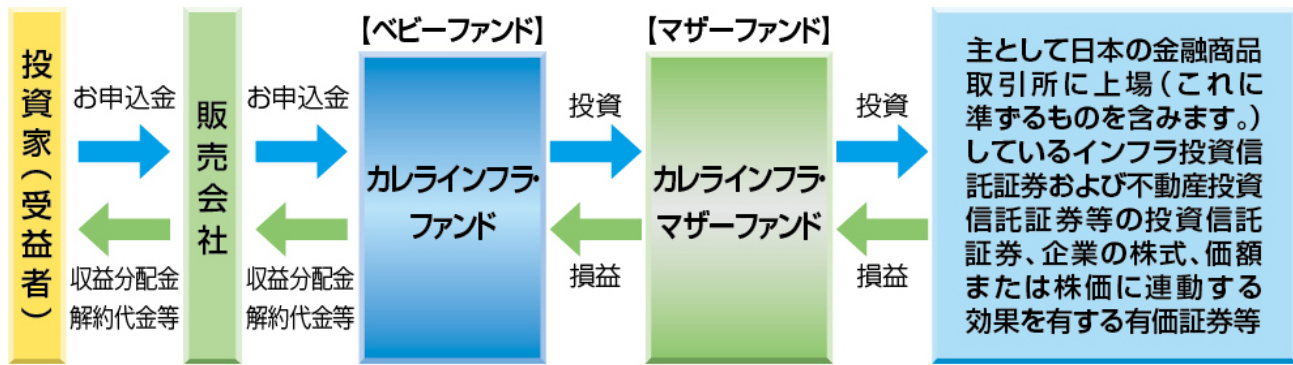 投資家(受益者)
お申込金
収益分配金
解約代金等
販売会社
お申込金
収益分配金
解約代金等
【ベビーファンド】
カレラインフラ・
ファンド
投資
損益
【マザーファンド】
カレラインフラ・
マザーファンド
投資
損益
主として日本の金融商品
取引所に上場(これに
準ずるものを含みます。)
しているインフラ投資信
託証券および不動産投資
信託証券等の投資信託
証券、企業の株式、価額
または株価に連動する
効果を有する有価証券等